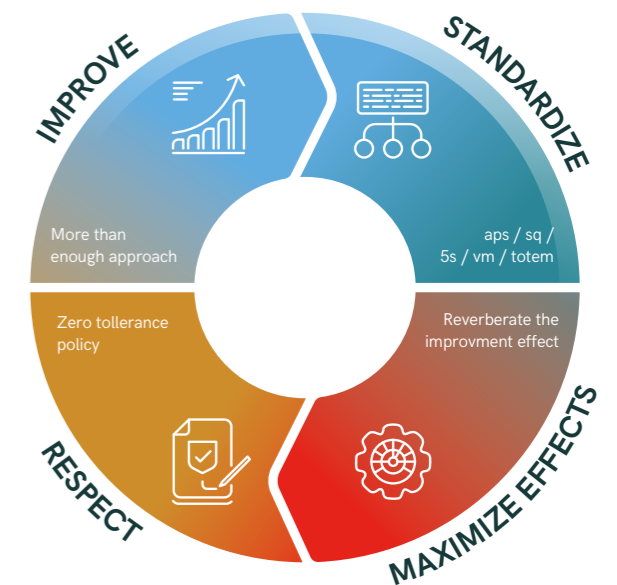 IMPROVE
STANDARDIZE
More than
enough approach
aps / sq /
5s / vm / totem
Zero tollerance
policy
Reverberate the
improvment effect
RESPECT
MAXIMIZE EFFECTS